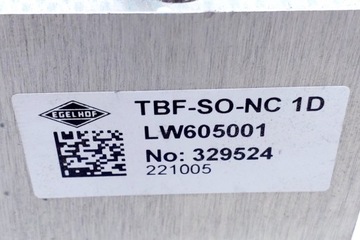 EGELHOF
TBF-SO-NC 1D
LW605001
No: 329524
221005